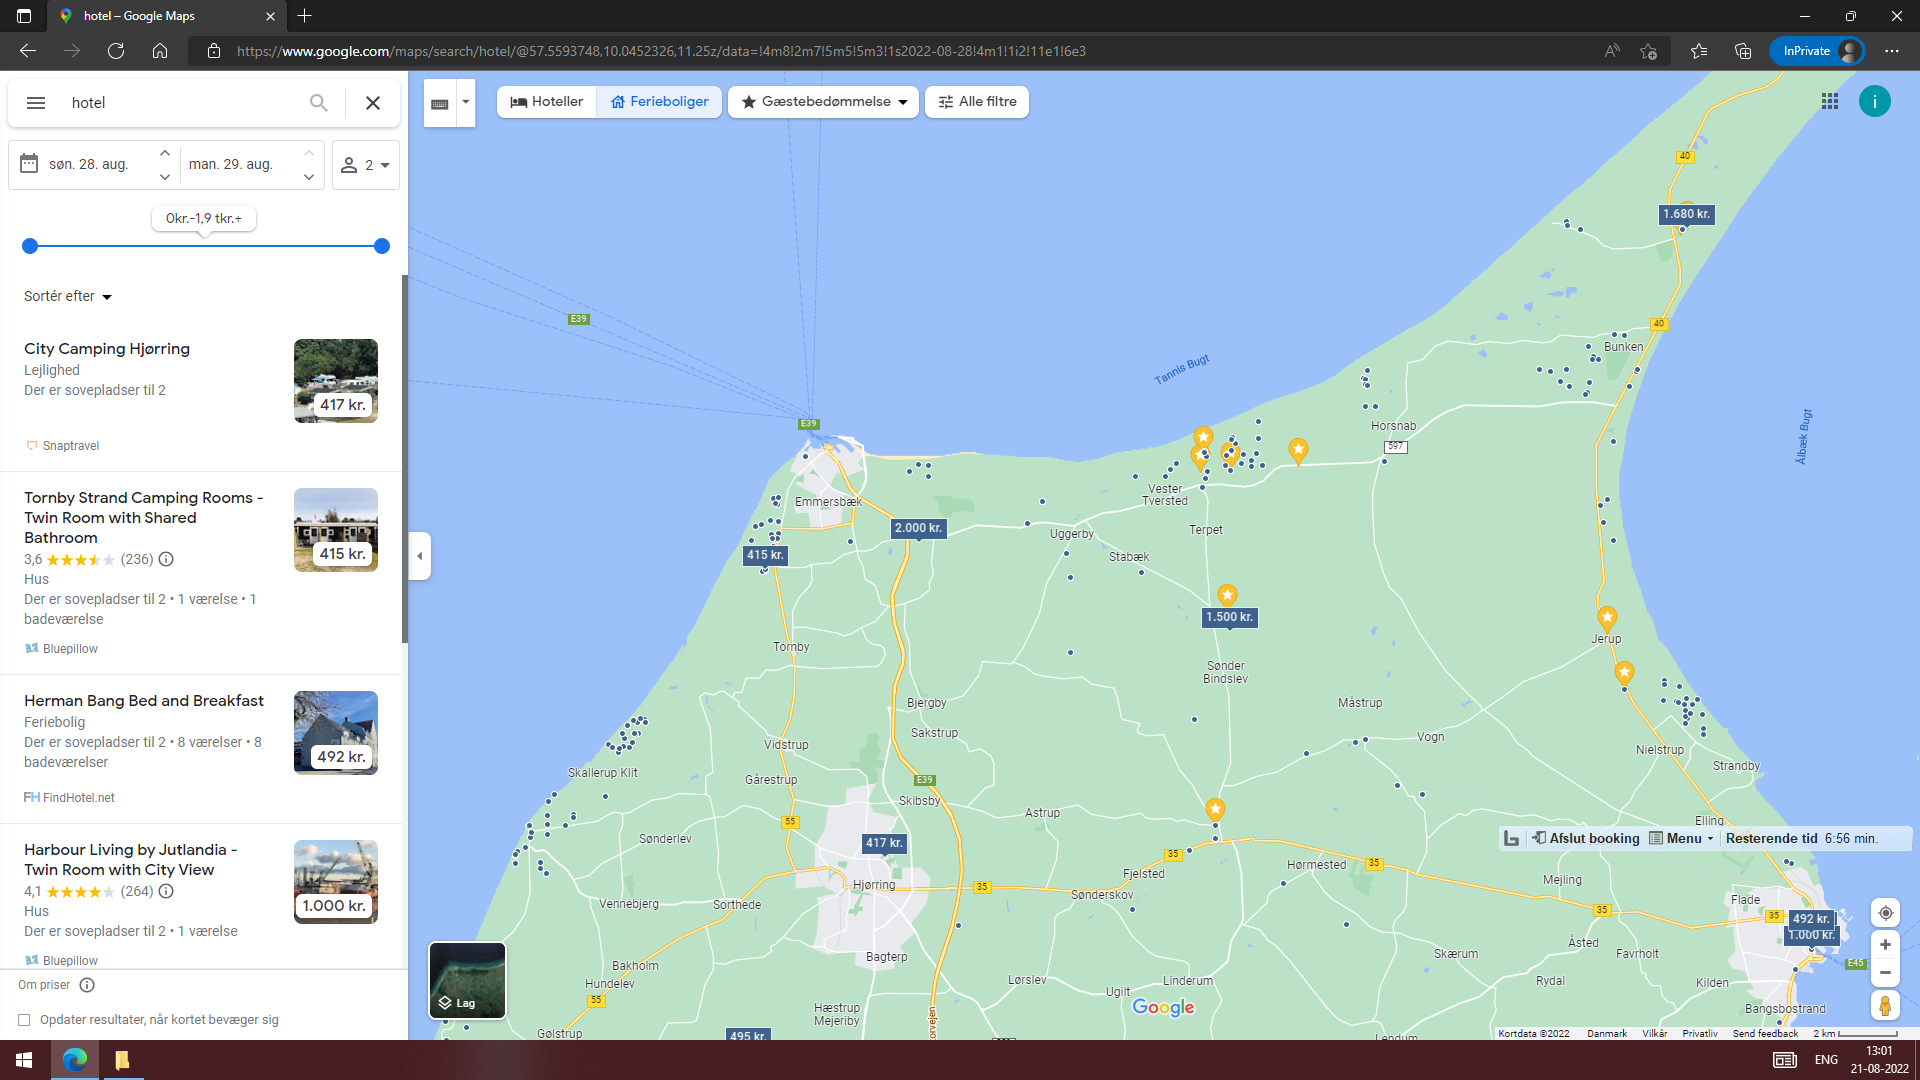 hotel – Google Maps
https://www.google.com/maps/search/hotel/@57.5593748,10.0452326,11.25z/data=!4m8!2m7!5m5!5m3!1s2022-08-28!4m1!1i2!11e1!6e3
InPrivate
hotel
søn. 28. aug.
man. 29. aug.
2
0kr.-1,9 tkr.+
Sortér efter
City Camping Hjørring
Lejlighed
Der er sovepladser til 2
417 kr.
Snaptravel
Tornby Strand Camping Rooms -
Twin Room with Shared
Bathroom
3,6 (236)
Hus
Der er sovepladser til 2 • 1 værelse • 1
badeværelse
415 kr.
Bluepillow
Herman Bang Bed and Breakfast
Feriebolig
Der er sovepladser til 2 • 8 værelser • 8
badeværelser
492 kr.
FH FindHotel.net
Harbour Living by Jutlandia -
Twin Room with City View
4,1 (264)
Hus
Der er sovepladser til 2 • 1 værelse
1.000 kr.
Bluepillow
Om priser
Opdater resultater, når kortet bevæger sig
Hoteller
Ferieboliger
Gæstebedømmelse
Alle filtre
i
40
1.680 kr.
E39
40
Bunken
Tannis Bugt
Ålbæk Bugt
E39
Horsnab
597
Emmersbæk
Vester
Tversted
2.000 kr.
Uggerby
Terpet
415 kr.
Stabæk
1.500 kr.
Jerup
Tornby
Sønder
Bindslev
Bjergby
Måstrup
Sakstrup
Vogn
Vidstrup
Nielstrup
Skallerup Klit
Gårestrup
E39
Strandby
Skibsby
Astrup
55
Elling
Sønderlev
417 kr.
Afslut booking
Menu
Resterende tid 6:56 min.
35
Hørmested
35
Fjelsted
Hjørring
35
Sønderskov
Mejling
Vennebjerg
Sorthede
Flade
35
35
492 kr.
1.000 kr.
Åsted
Bagterp
Skærum
Favrholt
E45
Bakholm
Lørslev
Linderum
Rydal
Kilden
Hundelev
Ugilt
55
Hæstrup
Mejeriby
Bangsbostrand
Gølstrup
495 kr.
Lendum
Lag
Google
Kortdata ©2022
Danmark
Vilkår
Privatliv
Send feedback
2 km
ENG
13:01
21-08-2022